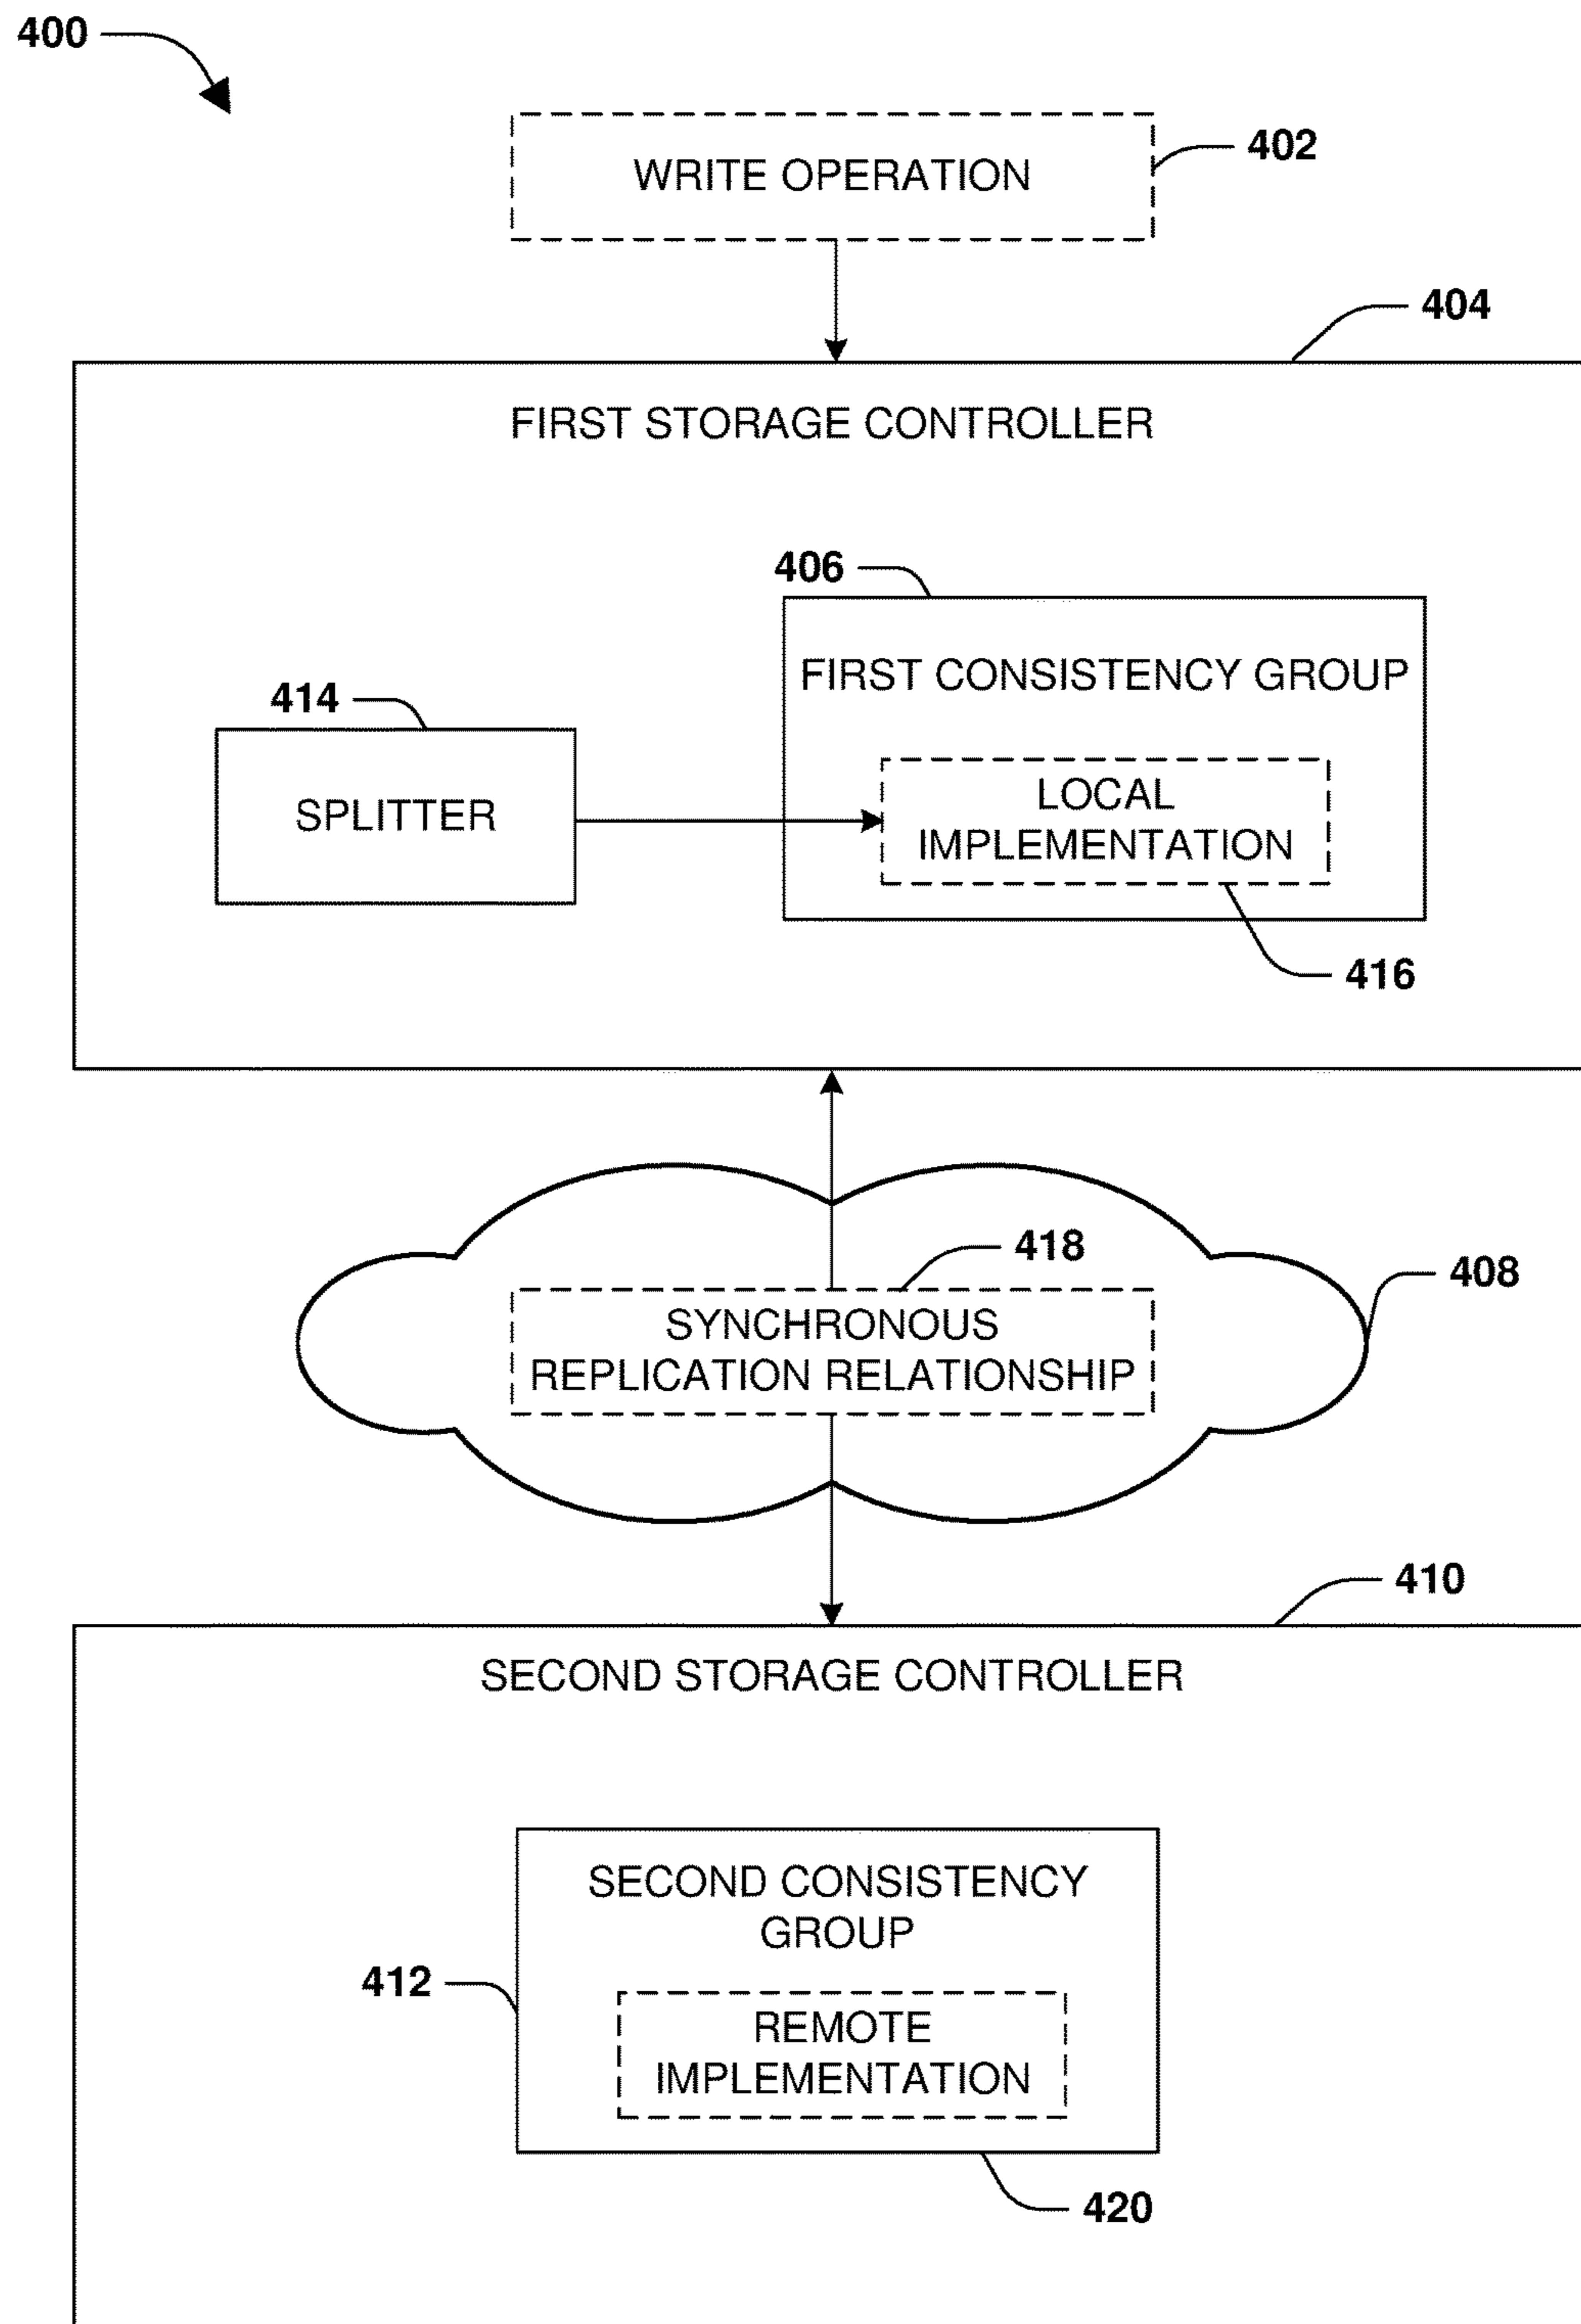 400
WRITE OPERATION
402
404
FIRST STORAGE CONTROLLER
406
FIRST CONSISTENCY GROUP
414
SPLITTER
LOCAL
IMPLEMENTATION
416
418
408
SYNCHRONOUS
REPLICATION RELATIONSHIP
410
SECOND STORAGE CONTROLLER
SECOND CONSISTENCY
GROUP
412
REMOTE
IMPLEMENTATION
420